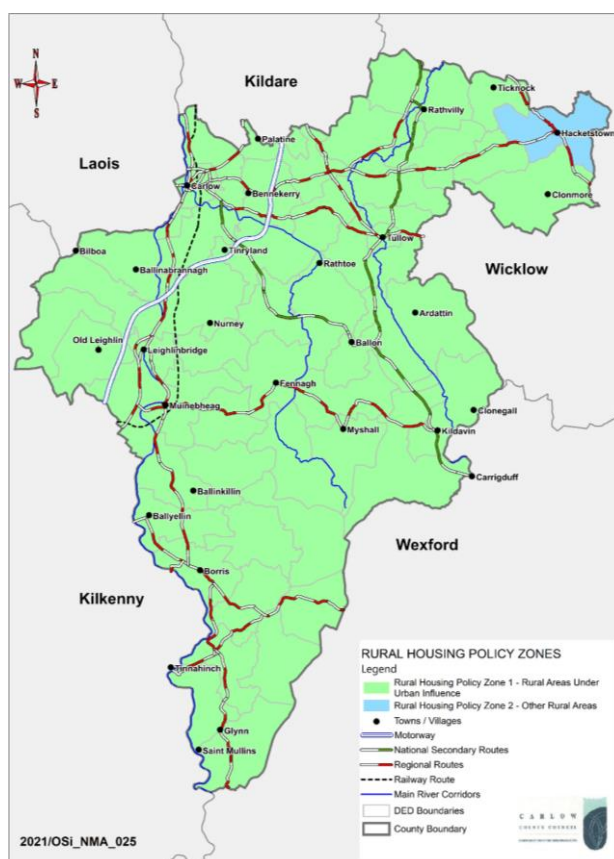 N
W E
S
Kildare
Ticknock
Rathvilly
Hacketstown
Palatine
Laois
Carlow
Bennekerry
Clonmore
Tullow
Bilboa
Tinryland
Wicklow
Ballinabrannagh
Rathtoe
Ardattin
Nurney
Old Leighlin
Leighlinbridge
Ballon
Fennagh
Muinebheag
Clonegall
Myshall
Kildavin
Carrigduff
Ballinkillin
Ballyellin
Wexford
Borris
Kilkenny
Tinnahinch
Glynn
Saint Mullins
RURAL HOUSING POLICY ZONES
Legend
Rural Housing Policy Zone 1 - Rural Areas Under
Urban Influence
Rural Housing Policy Zone 2 - Other Rural Areas
Towns / Villages
Motorway
National Secondary Routes
Regional Routes
Railway Route
Main River Corridors
DED Boundaries
County Boundary
CARLOW
COUNTY COUNCIL
2021/OSi_NMA_025